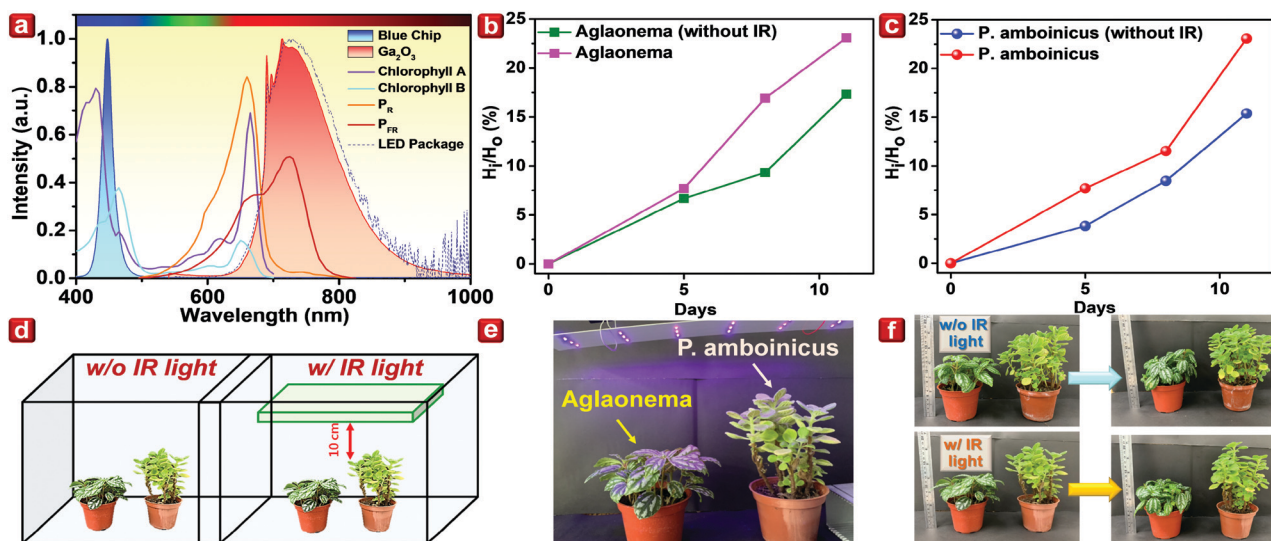 a
Blue Chip
Ga₂O₃
Chlorophyll A
Chlorophyll B
P_R
P_FR
LED Package
1.0
0.8
0.6
0.4
0.2
0.0
Intensity (a.u.)
400
600
800
1000
Wavelength (nm)
b
Aglaonema (without IR)
Aglaonema
25
20
15
10
5
0
Hᵢ/Hₒ (%)
0
5
10
Days
c
P. amboinicus (without IR)
P. amboinicus
25
20
15
10
5
0
Hᵢ/Hₒ (%)
0
5
10
Days
d
w/o IR light
w/ IR light
10 cm
e
P. amboinicus
Aglaonema
f
w/o IR
light
w/ IR
light